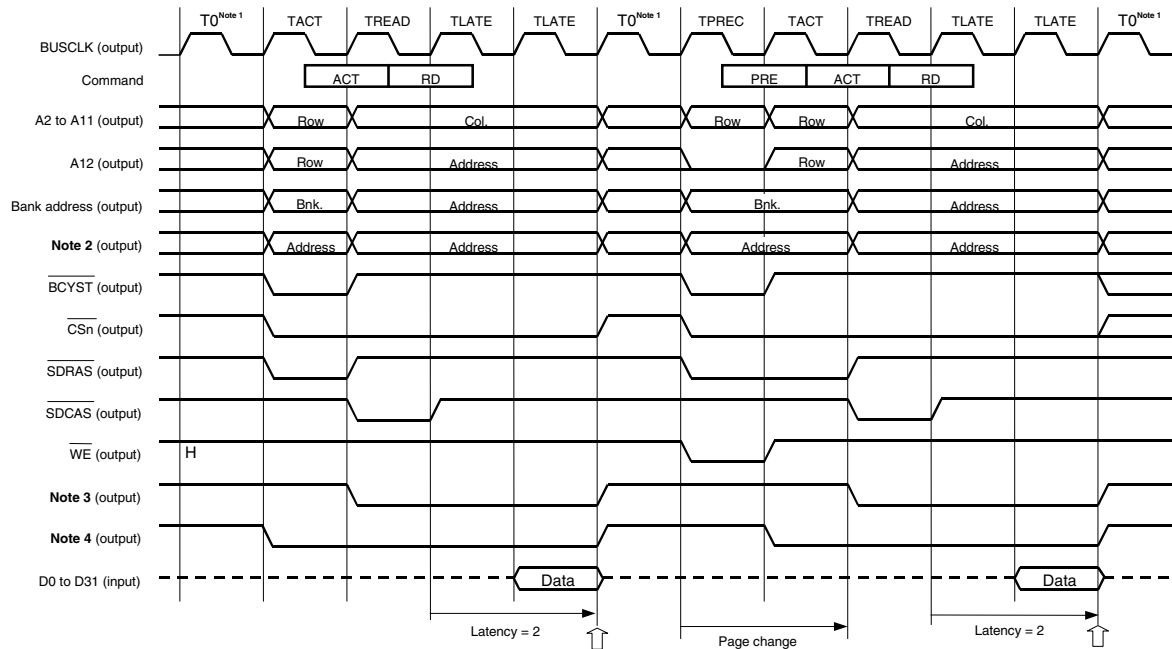 T0Note 1 TACT TREAD TLATE TLATE T0Note 1 TPREC TACT TREAD TLATE TLATE T0Note 1
BUSCLK (output)
Command ACT RD PRE ACT RD
A2 to A11 (output) Row Col. Row Row Col.
A12 (output) Row Address Row Address
Bank address (output) Bnk. Address Bnk. Address
Note 2 (output) Address Address Address Address
BCYST (output)
CSn (output)
SDRAS (output)
SDCAS (output)
WE (output) H
Note 3 (output)
Note 4 (output)
D0 to D31 (input) Data Data
Latency = 2 Page change Latency = 2